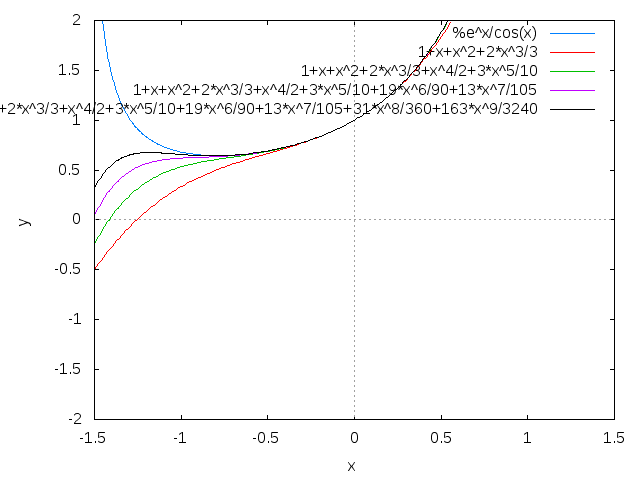 2
%e^x/cos(x)
1+x+x^2+2*x^3/3
1.5
1+x+x^2+2*x^3/3+x^4/2+3*x^5/10
1+x+x^2+2*x^3/3+x^4/2+3*x^5/10+19*x^6/90+13*x^7/105
+2*x^3/3+x^4/2+3*x^5/10+19*x^6/90+13*x^7/105+31*x^8/360+163*x^9/3240
1
0.5
y
0
-0.5
-1
-1.5
-2
-1.5 -1 -0.5 0 0.5 1 1.5
x